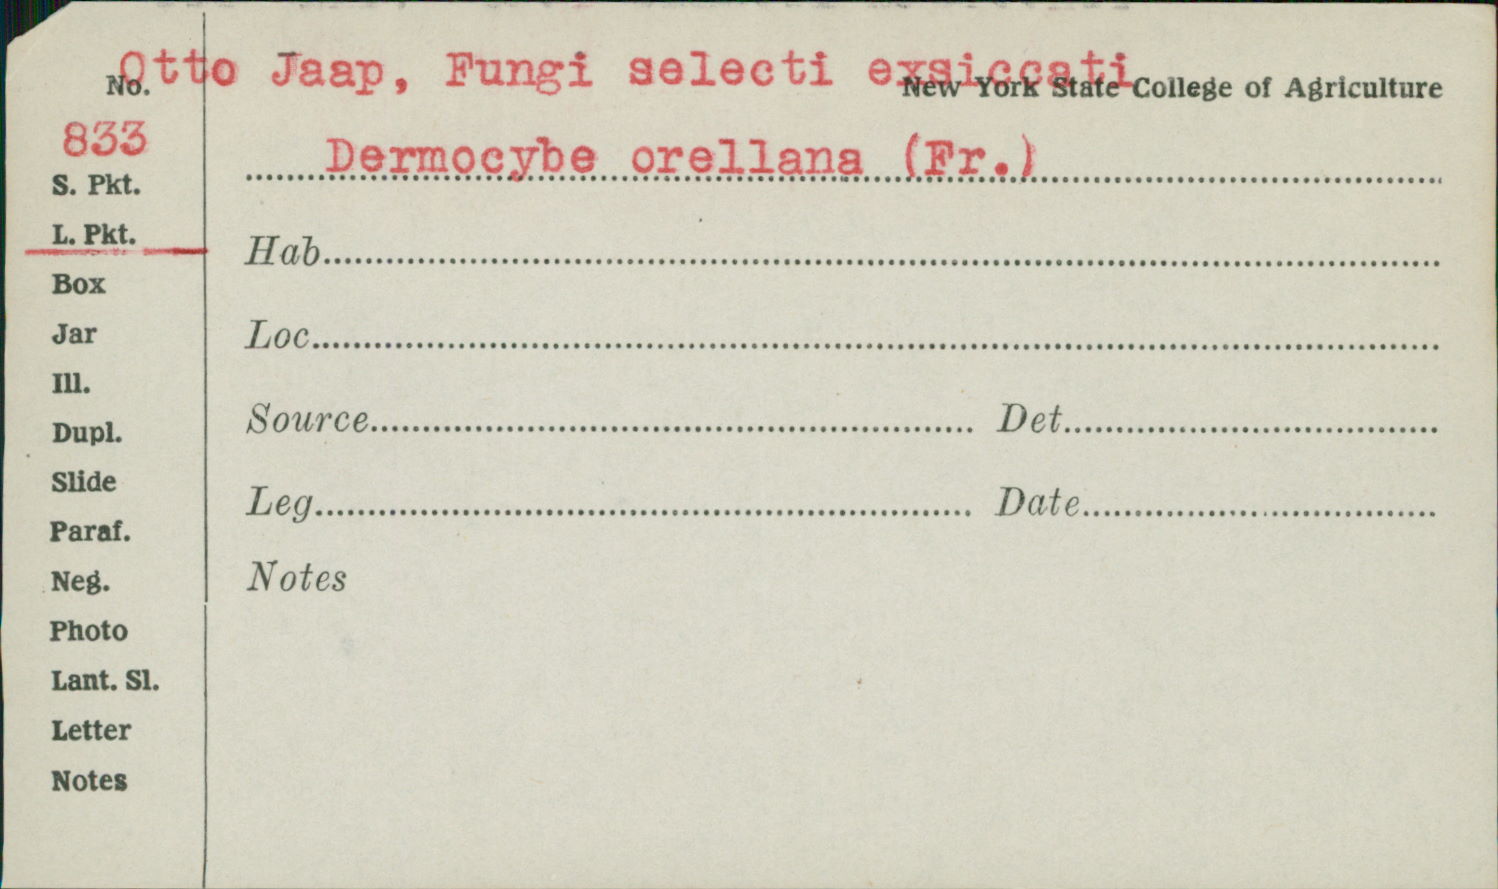 Otto Jaap, Fungi selecti exsiccati
No.
New York State College of Agriculture
833
Dermocybe orellana (Fr.)
S. Pkt.
L. Pkt.
Hab.
Box
Jar
Loc.
Ill.
Dupl.
Source Det.
Slide
Leg. Date
Paraf.
Neg.
Notes
Photo
Lant. Sl.
Letter
Notes